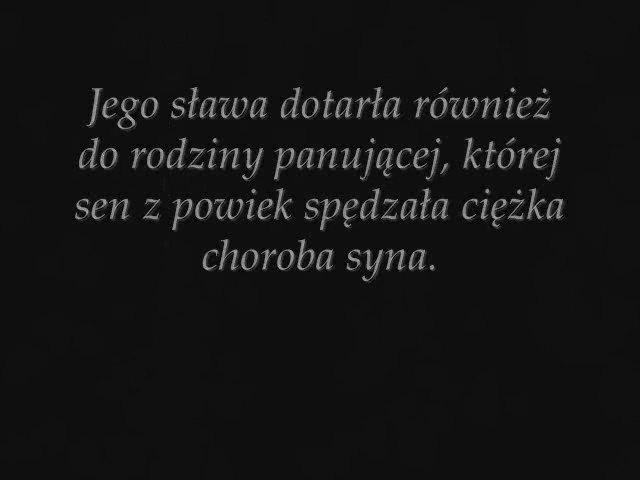 Jego sława dotarła również
do rodziny panującej, której
sen z powiek spędzała ciężka
choroba syna.